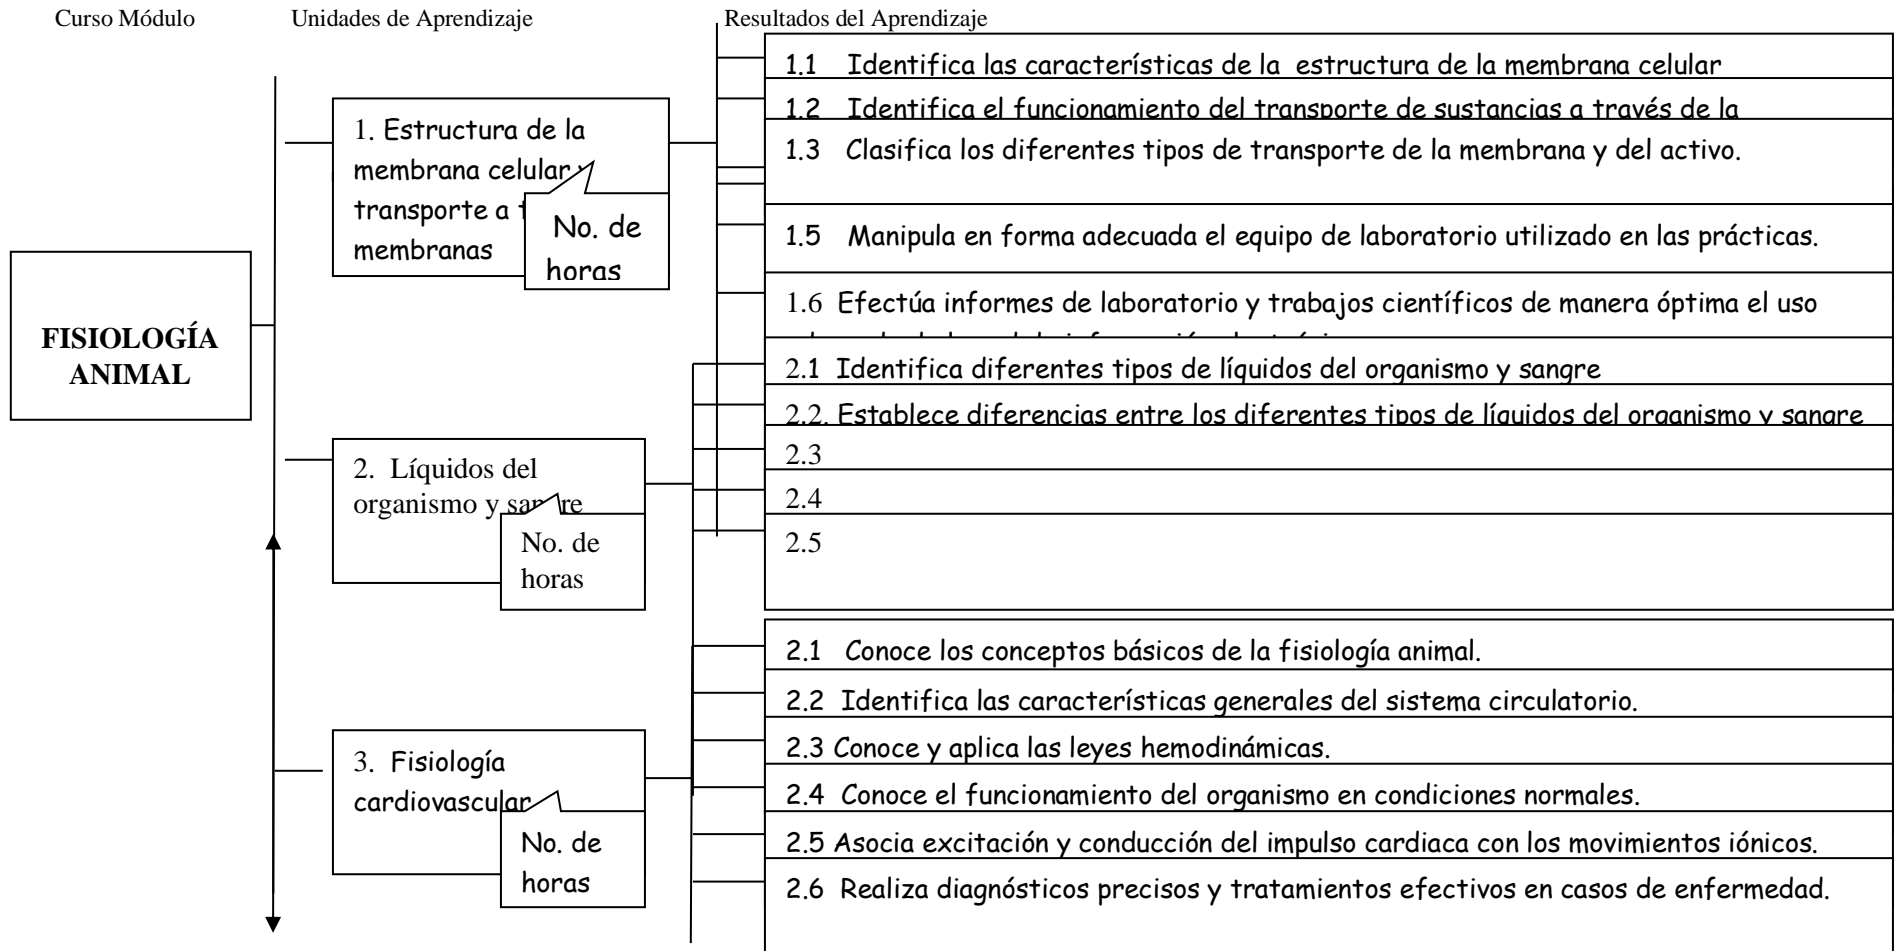 Curso Módulo
Unidades de Aprendizaje
Resultados del Aprendizaje
FISIOLOGÍA
ANIMAL
1. Estructura de la
membrana celular
transporte a
membranas
No. de
horas
1.1 Identifica las características de la estructura de la membrana celular
1.2 Identifica el funcionamiento del transporte de sustancias a través de la
1.3 Clasifica los diferentes tipos de transporte de la membrana y del activo.
1.5 Manipula en forma adecuada el equipo de laboratorio utilizado en las prácticas.
1.6 Efectúa informes de laboratorio y trabajos científicos de manera óptima el uso
2. Líquidos del
organismo y sangre
No. de
horas
2.1 Identifica diferentes tipos de líquidos del organismo y sangre
2.2. Establece diferencias entre los diferentes tipos de líquidos del organismo y sangre
2.3
2.4
2.5
3. Fisiología
cardiovascular
No. de
horas
2.1 Conoce los conceptos básicos de la fisiología animal.
2.2 Identifica las características generales del sistema circulatorio.
2.3 Conoce y aplica las leyes hemodinámicas.
2.4 Conoce el funcionamiento del organismo en condiciones normales.
2.5 Asocia excitación y conducción del impulso cardiaca con los movimientos iónicos.
2.6 Realiza diagnósticos precisos y tratamientos efectivos en casos de enfermedad.